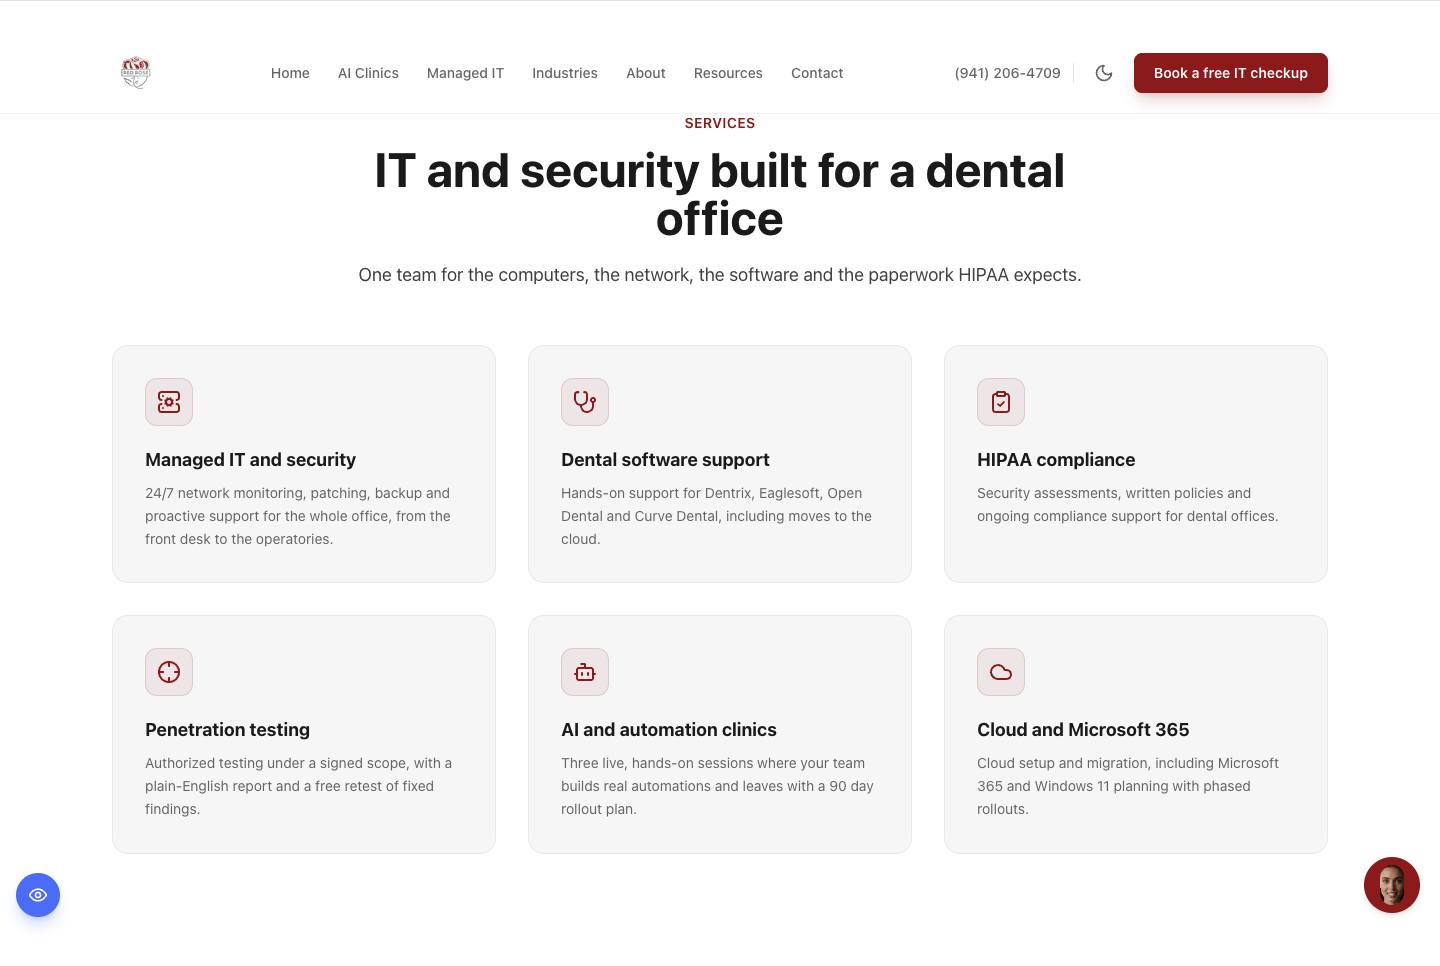 RED ROSE
Home
AI Clinics
Managed IT
Industries
About
Resources
Contact
(941) 206-4709
Book a free IT checkup
SERVICES
IT and security built for a dental
office
One team for the computers, the network, the software and the paperwork HIPAA expects.
Managed IT and security
24/7 network monitoring, patching, backup and
proactive support for the whole office, from the
front desk to the operatories.
Dental software support
Hands-on support for Dentrix, Eaglesoft, Open
Dental and Curve Dental, including moves to the
cloud.
HIPAA compliance
Security assessments, written policies and
ongoing compliance support for dental offices.
Penetration testing
Authorized testing under a signed scope, with a
plain-English report and a free retest of fixed
findings.
AI and automation clinics
Three live, hands-on sessions where your team
builds real automations and leaves with a 90 day
rollout plan.
Cloud and Microsoft 365
Cloud setup and migration, including Microsoft
365 and Windows 11 planning with phased
rollouts.